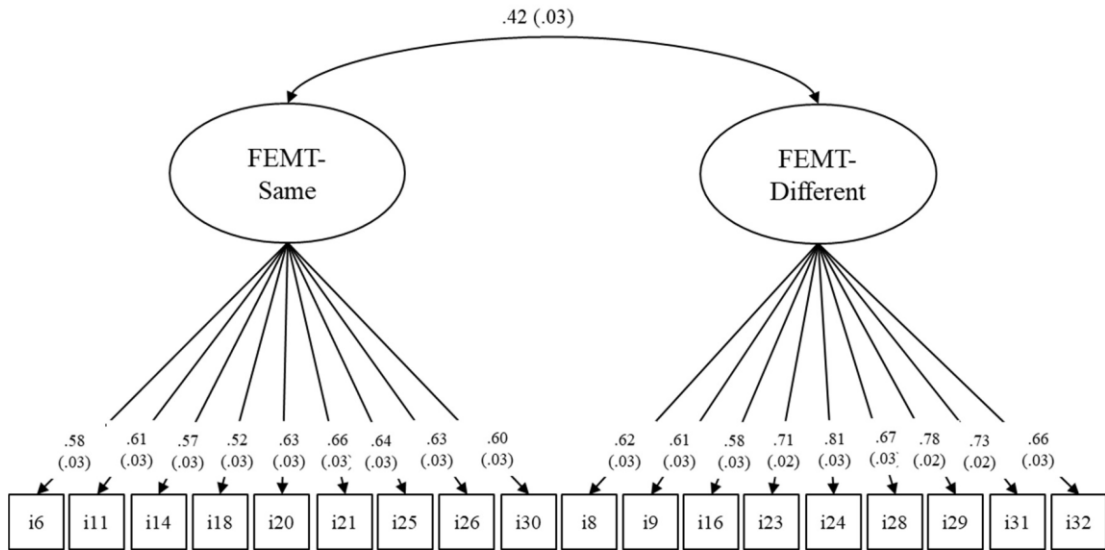 .42 (.03)
FEMT-
Same
FEMT-
Different
.58 .61 .57 .52 .63 .66 .64 .63 .60 .62 .61 .58 .71 .81 .67 .78 .73 .66
(.03) (.03) (.03) (.03) (.03) (.03) (.03) (.03) (.03) (.03) (.03) (.03) (.02) (.03) (.03) (.02) (.02) (.03)
i6 i11 i14 i18 i20 i21 i25 i26 i30 i8 i9 i16 i23 i24 i28 i29 i31 i32